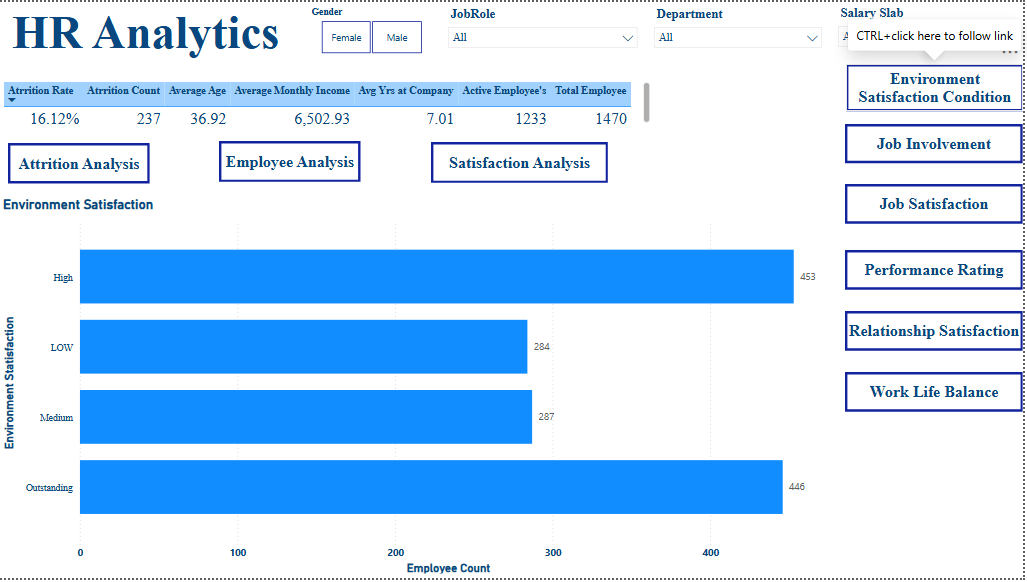 HR Analytics
Gender
Female
Male
JobRole
All
Department
All
Salary Slab
CTRL+click here to follow link
Atrrition Rate Atrrition Count Average Age Average Monthly Income Avg Yrs at Company Active Employee's Total Employee
16.12% 237 36.92 6,502.93 7.01 1233 1470
Attrition Analysis
Employee Analysis
Satisfaction Analysis
Environment
Satisfaction Condition
Job Involvement
Job Satisfaction
Performance Rating
Relationship Satisfaction
Work Life Balance
Environment Satisfaction
Environment Statisfaction
High 453
LOW 284
Medium 287
Outstanding 446
0 100 200 300 400
Employee Count